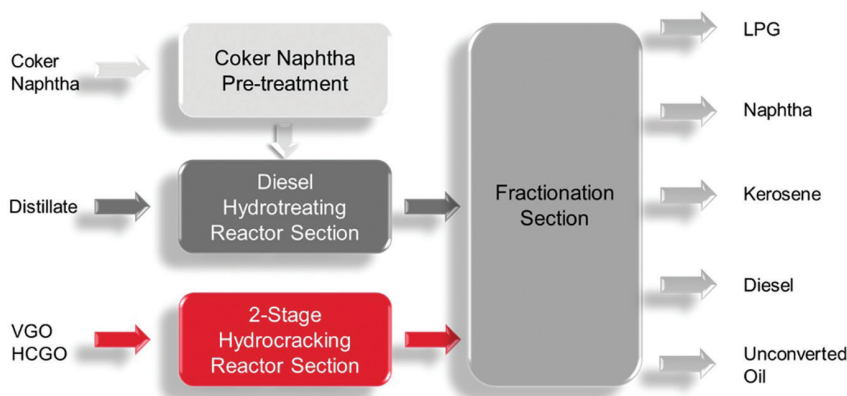 Coker
Naphtha
Coker Naphtha
Pre-treatment
LPG
Naphtha
Distillate
Diesel
Hydrotreating
Reactor Section
Fractionation
Section
Kerosene
VGO
HCGO
2-Stage
Hydrocracking
Reactor Section
Diesel
Unconverted
Oil